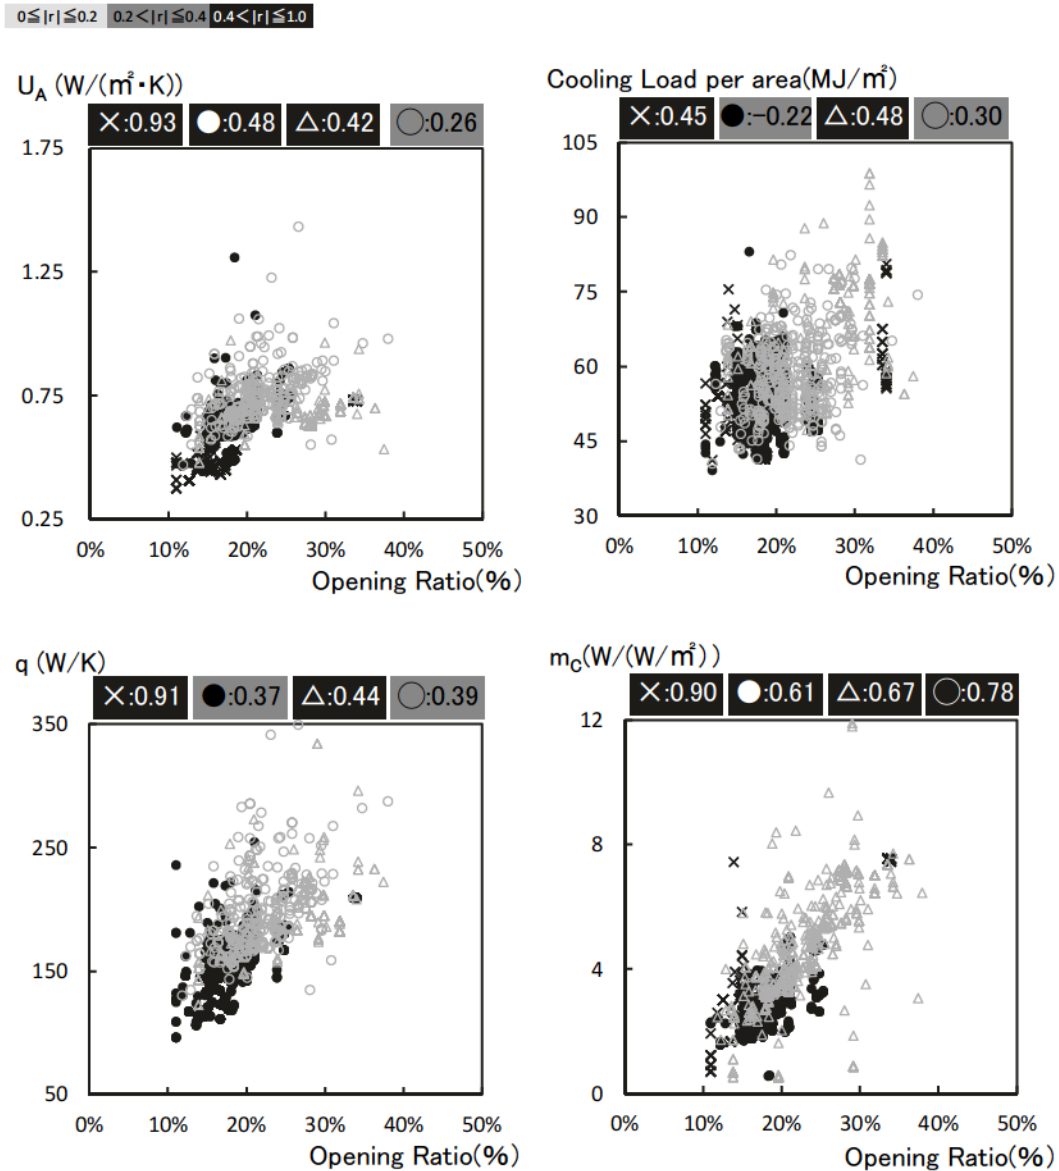 0≦|r|≦0.2 0.2<|r|≦0.4 0.4<|r|≦1.0
U_A (W/(㎡・K))
×:0.93 ●:0.48 △:0.42 ○:0.26
1.75
1.25
0.75
0.25
0% 10% 20% 30% 40% 50%
Opening Ratio(%)
Cooling Load per area(MJ/㎡)
×:0.45 ●:-0.22 △:0.48 ○:0.30
105
90
75
60
45
30
0% 10% 20% 30% 40% 50%
Opening Ratio(%)
q (W/K)
×:0.91 ●:0.37 △:0.44 ○:0.39
350
250
150
50
0% 10% 20% 30% 40% 50%
Opening Ratio(%)
m_C(W/(W/㎡))
×:0.90 ●:0.61 △:0.67 ○:0.78
12
8
4
0
0% 10% 20% 30% 40% 50%
Opening Ratio(%)